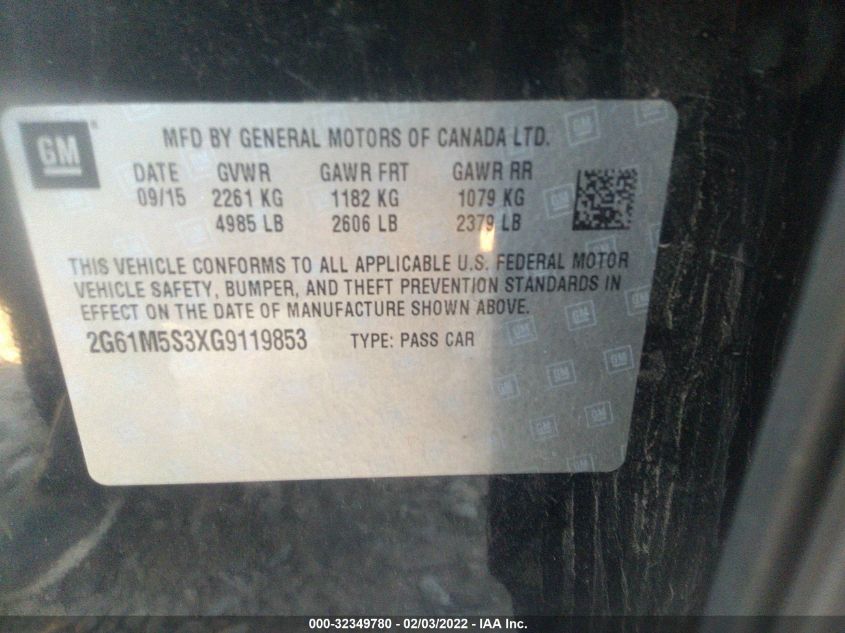 GM
MFD BY GENERAL MOTORS OF CANADA LTD.
DATE GVWR GAWR FRT GAWR RR
09/15 2261 KG 1182 KG 1079 KG
4985 LB 2606 LB 2379 LB
THIS VEHICLE CONFORMS TO ALL APPLICABLE U.S. FEDERAL MOTOR
VEHICLE SAFETY, BUMPER, AND THEFT PREVENTION STANDARDS IN
EFFECT ON THE DATE OF MANUFACTURE SHOWN ABOVE.
2G61M5S3XG9119853 TYPE: PASS CAR
000-32349780 - 02/03/2022 - IAA Inc.